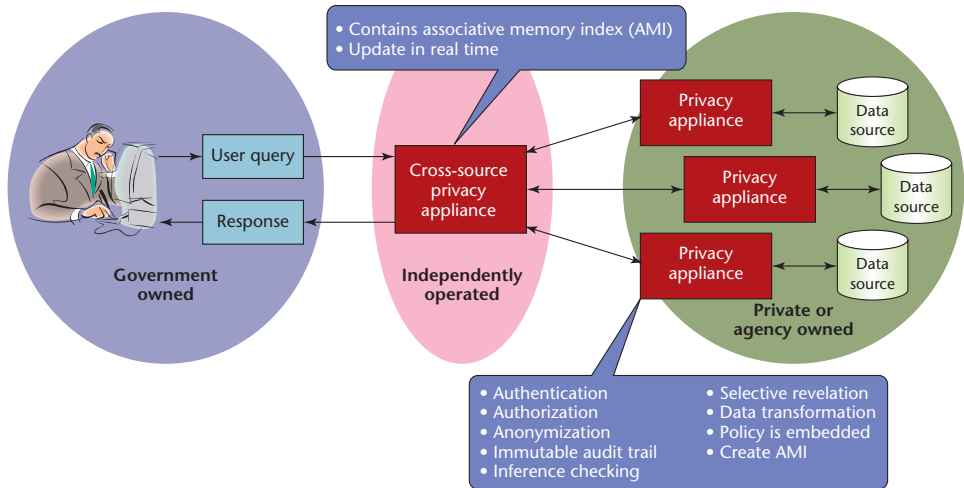 • Contains associative memory index (AMI)
• Update in real time
User query
Response
Government
owned
Cross-source
privacy
appliance
Independently
operated
Privacy
appliance
Data
source
Privacy
appliance
Data
source
Privacy
appliance
Data
source
Private or
agency owned
• Authentication
• Authorization
• Anonymization
• Immutable audit trail
• Inference checking
• Selective revelation
• Data transformation
• Policy is embedded
• Create AMI